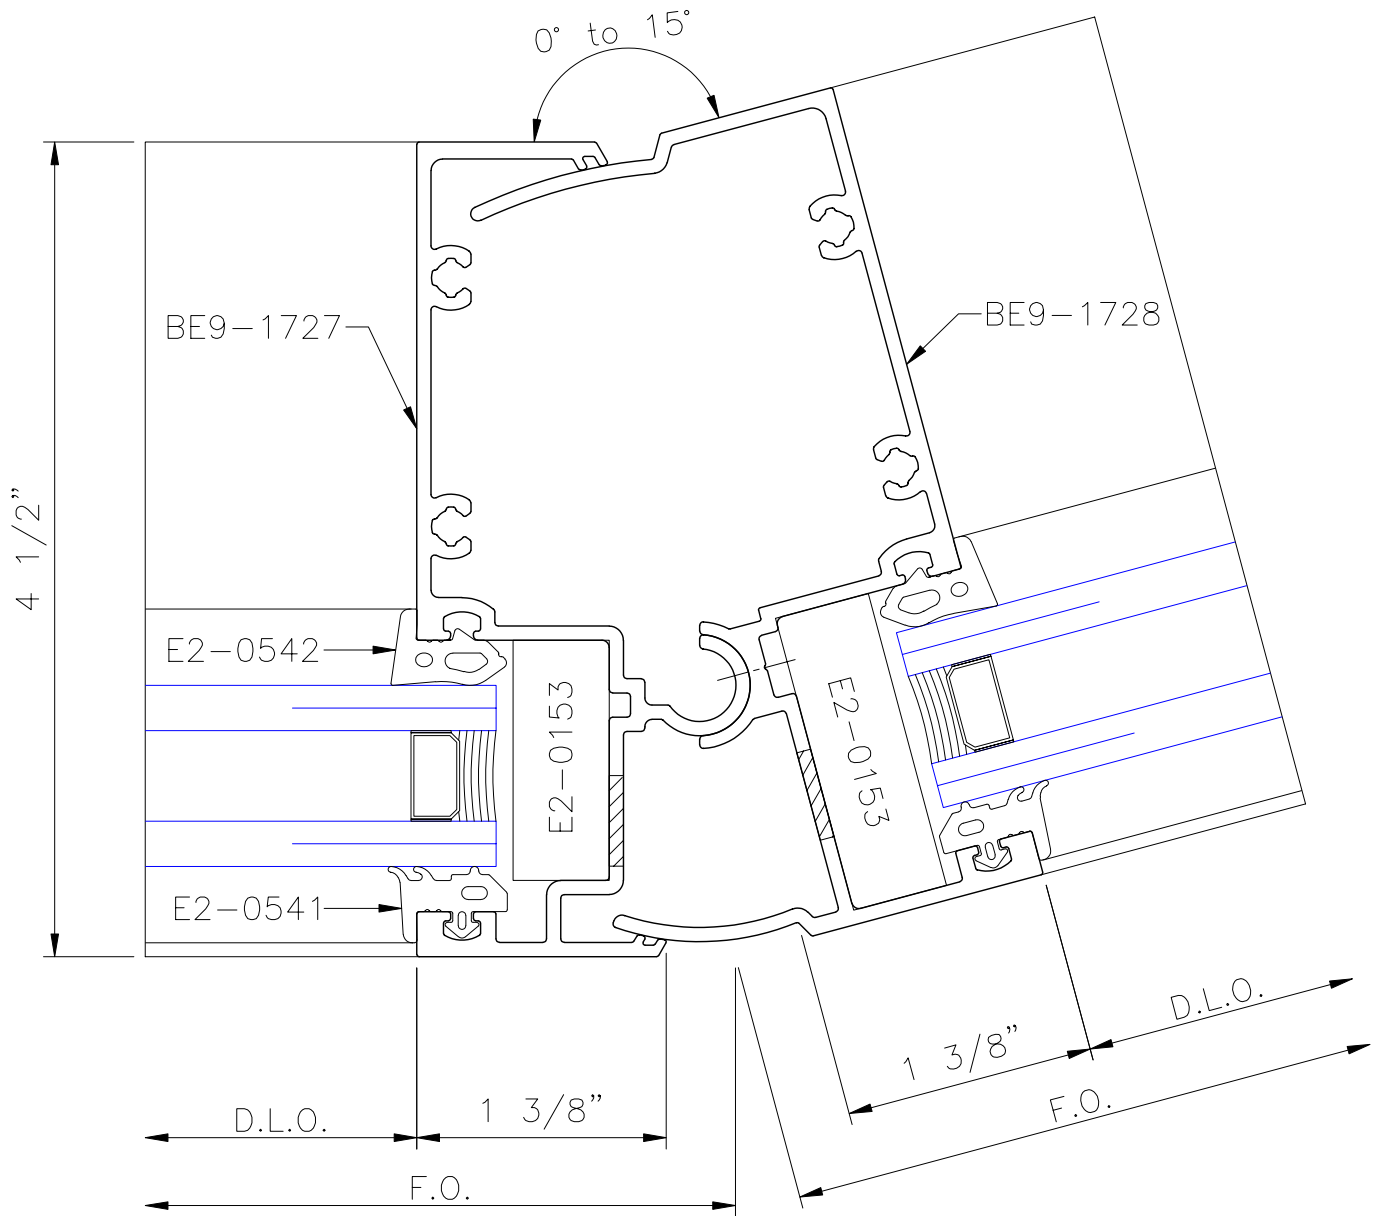 0° to 15°
BE9-1727
BE9-1728
4 1/2"
E2-0542
E2-0153
E2-0153
E2-0541
D.L.O.
1 3/8"
F.O.
1 3/8"
D.L.O.
F.O.